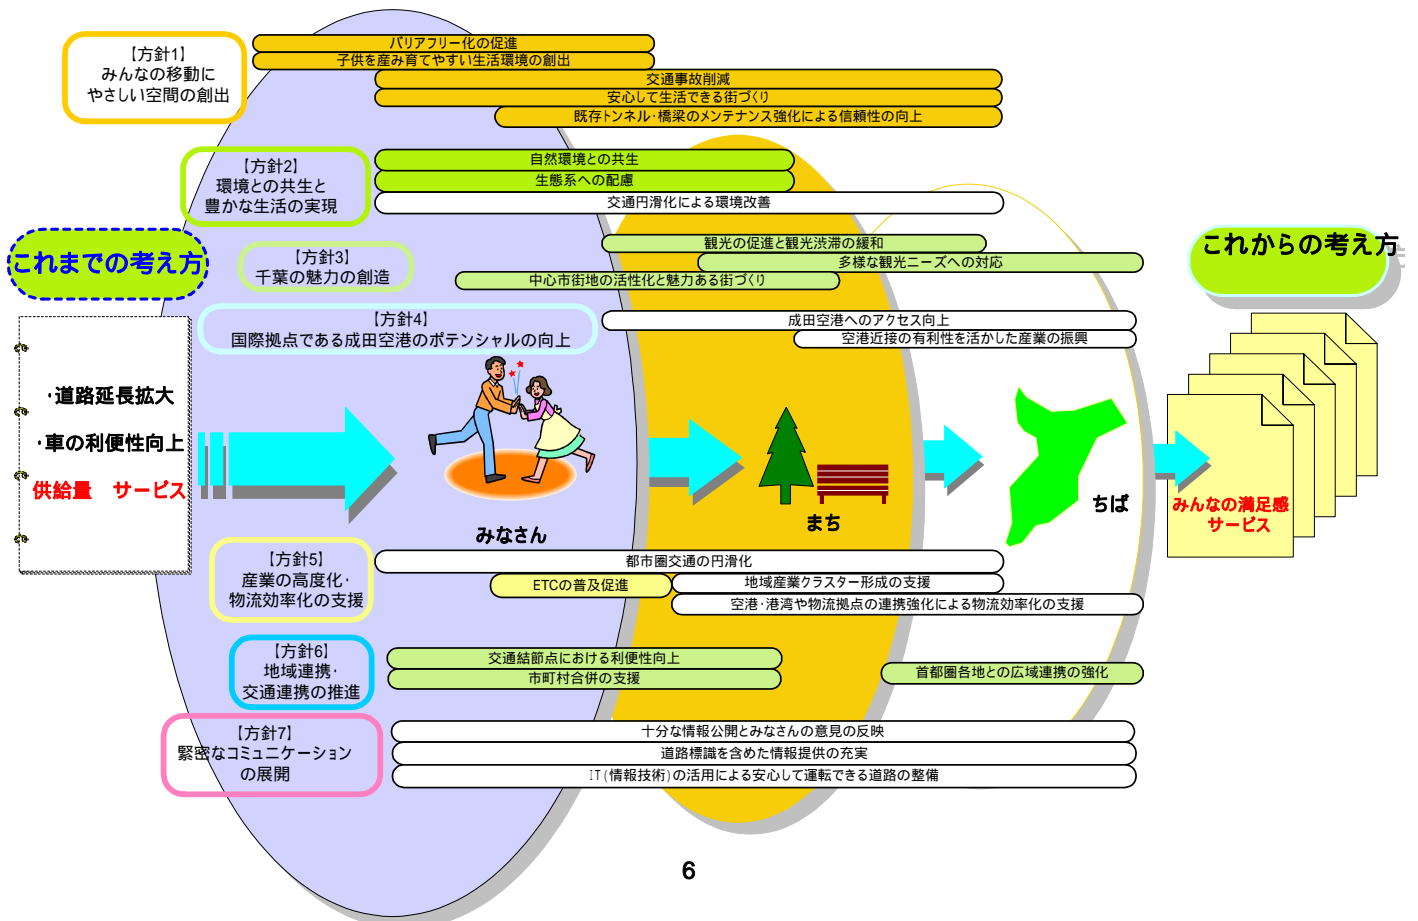 【方針1】
みんなの移動に
やさしい空間の創出
バリアフリー化の促進
子供を産み育てやすい生活環境の創出
交通事故削減
安心して生活できる街づくり
既存トンネル・橋梁のメンテナンス強化による信頼性の向上
【方針2】
環境との共生と
豊かな生活の実現
自然環境との共生
生態系への配慮
交通円滑化による環境改善
これまでの考え方
【方針3】
千葉の魅力の創造
観光の促進と観光渋滞の緩和
多様な観光ニーズへの対応
中心市街地の活性化と魅力ある街づくり
これからの考え方
【方針4】
国際拠点である成田空港のポテンシャルの向上
成田空港へのアクセス向上
空港近接の有利性を活かした産業の振興
・道路延長拡大
・車の利便性向上
供給量　サービス
みなさん
まち
ちば
みんなの満足感
サービス
【方針5】
産業の高度化・
物流効率化の支援
都市圏交通の円滑化
ETCの普及促進
地域産業クラスター形成の支援
空港・港湾や物流拠点の連携強化による物流効率化の支援
【方針6】
地域連携・
交通連携の推進
交通結節点における利便性向上
市町村合併の支援
首都圏各地との広域連携の強化
【方針7】
緊密なコミュニケーション
の展開
十分な情報公開とみなさんの意見の反映
道路標識を含めた情報提供の充実
IT(情報技術)の活用による安心して運転できる道路の整備
6